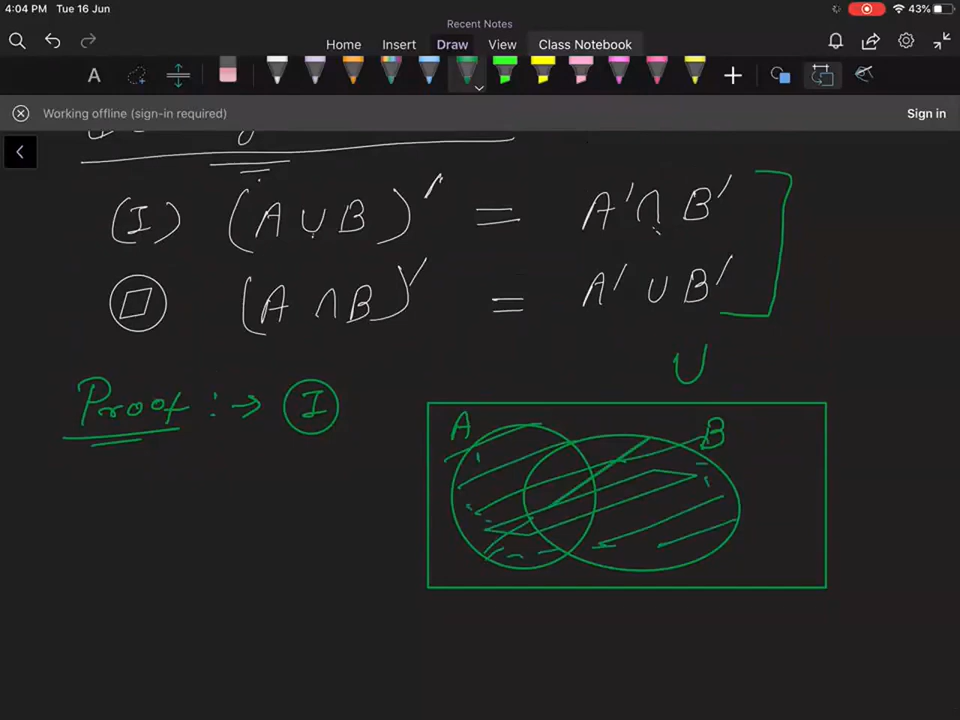 4:04 PM Tue 16 Jun
43%
Recent Notes
Home Insert Draw View Class Notebook
A
Working offline (sign-in required) Sign in
(I) (A ∪ B)′ = A′ ∩ B′
(A ∩ B)′ = A′ ∪ B′
U
Proof :→ I
A B